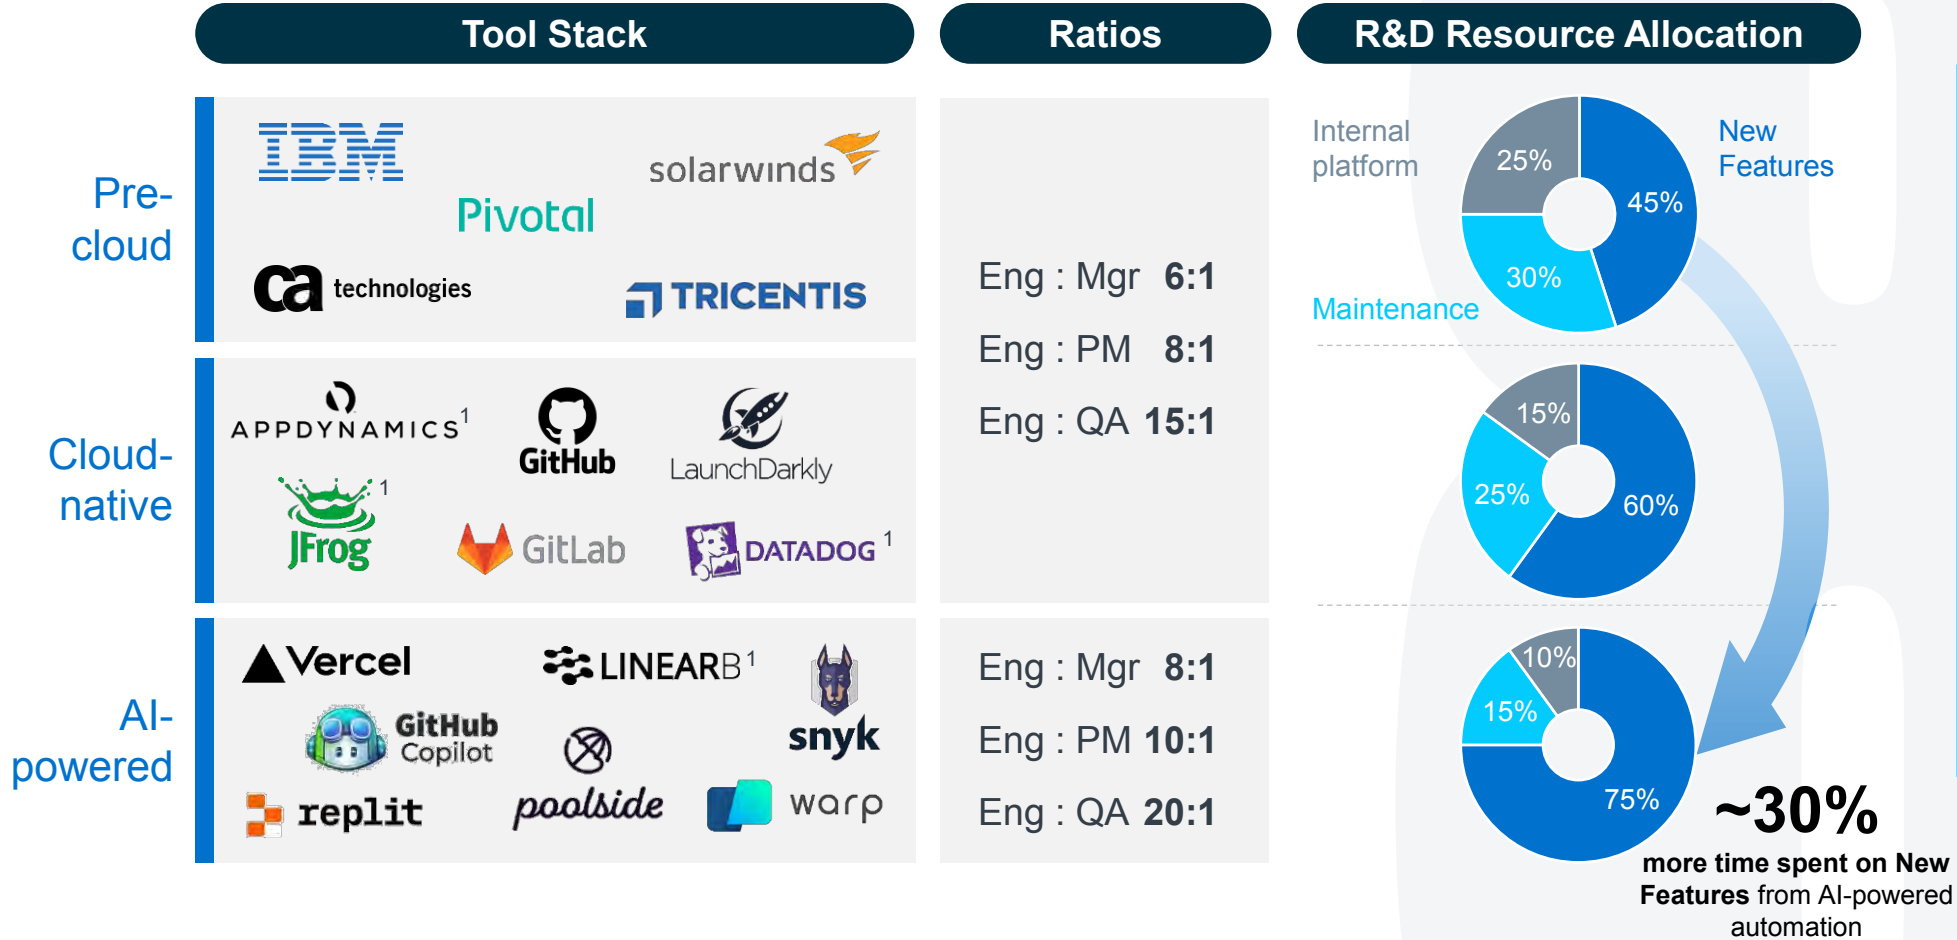 Tool Stack
Ratios
R&D Resource Allocation
Pre-
cloud
IBM
solarwinds
Pivotal
ca technologies
TRICENTIS
Eng : Mgr 6:1
Eng : PM 8:1
Eng : QA 15:1
Internal
platform
New
Features
Maintenance
25%
45%
30%
Cloud-
native
APPDYNAMICS1
GitHub
LaunchDarkly
JFrog 1
GitLab
DATADOG 1
15%
25%
60%
AI-
powered
Vercel
LINEARB1
snyk
GitHub
Copilot
replit
poolside
warp
Eng : Mgr 8:1
Eng : PM 10:1
Eng : QA 20:1
10%
15%
75%
~30%
more time spent on New
Features from AI-powered
automation